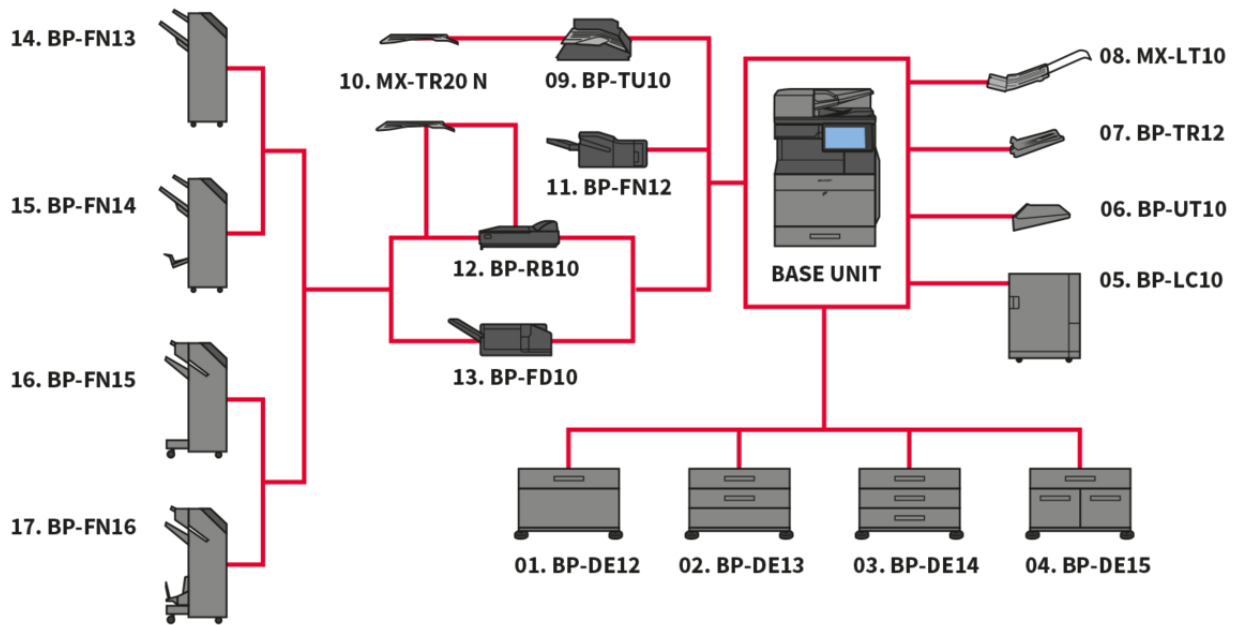 14. BP-FN13
10. MX-TR20 N
09. BP-TU10
08. MX-LT10
07. BP-TR12
15. BP-FN14
11. BP-FN12
06. BP-UT10
12. BP-RB10
BASE UNIT
05. BP-LC10
16. BP-FN15
13. BP-FD10
17. BP-FN16
01. BP-DE12
02. BP-DE13
03. BP-DE14
04. BP-DE15